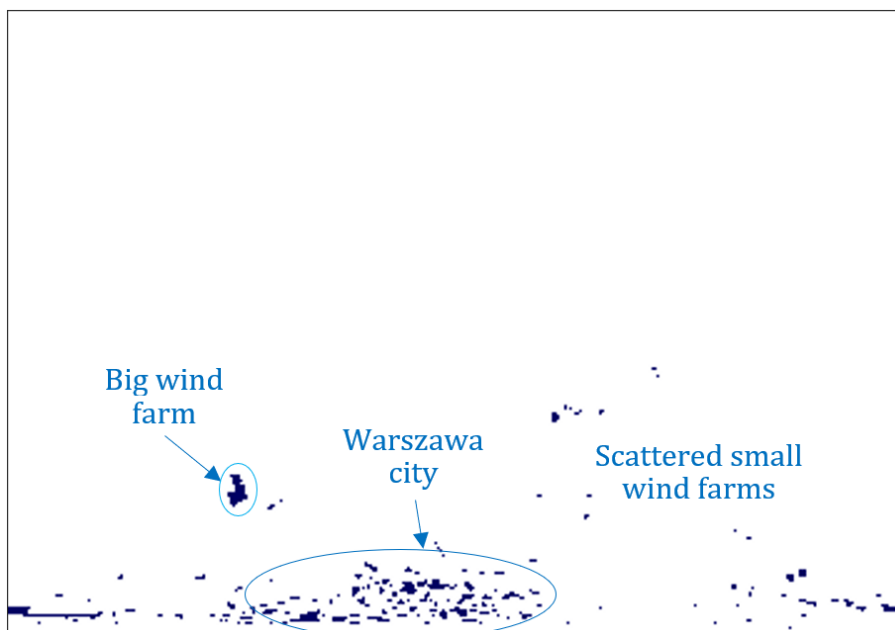 Big wind
farm
Warszawa
city
Scattered small
wind farms